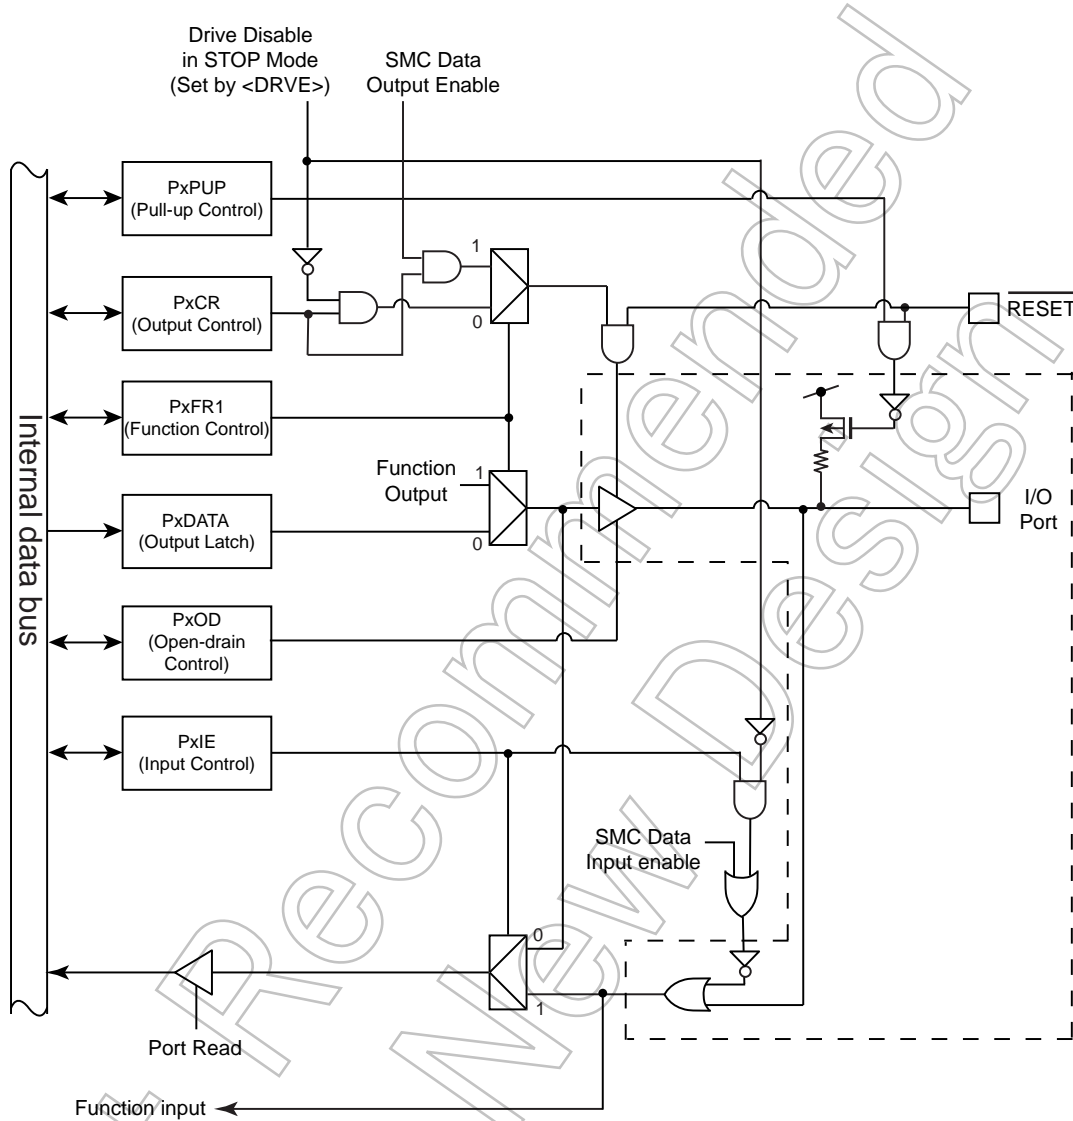 Drive Disable
in STOP Mode
(Set by <DRVE>)
SMC Data
Output Enable
PxPUP
(Pull-up Control)
1
PxCR
(Output Control)
0
RESET
PxFR1
(Function Control)
Internal data bus
Function
Output
1
I/O
Port
PxDATA
(Output Latch)
0
PxOD
(Open-drain
Control)
PxIE
(Input Control)
SMC Data
Input enable
0
1
Port Read
Function input
Recommended
New Design